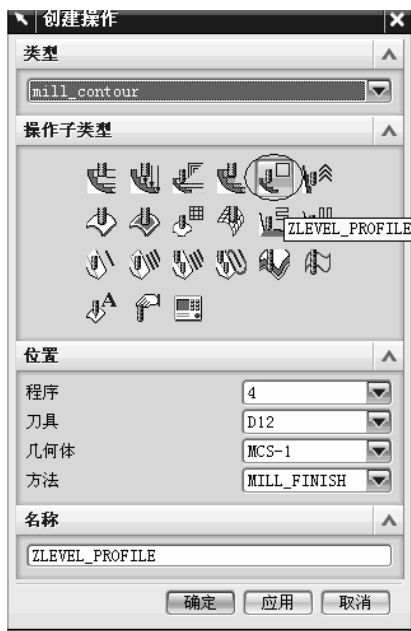 创建操作
类型
mill_contour
操作子类型
ZLEVEL_PROFILE
A
位置
程序 4
刀具 D12
几何体 MCS-1
方法 MILL_FINISH
名称
ZLEVEL_PROFILE
确定 应用 取消